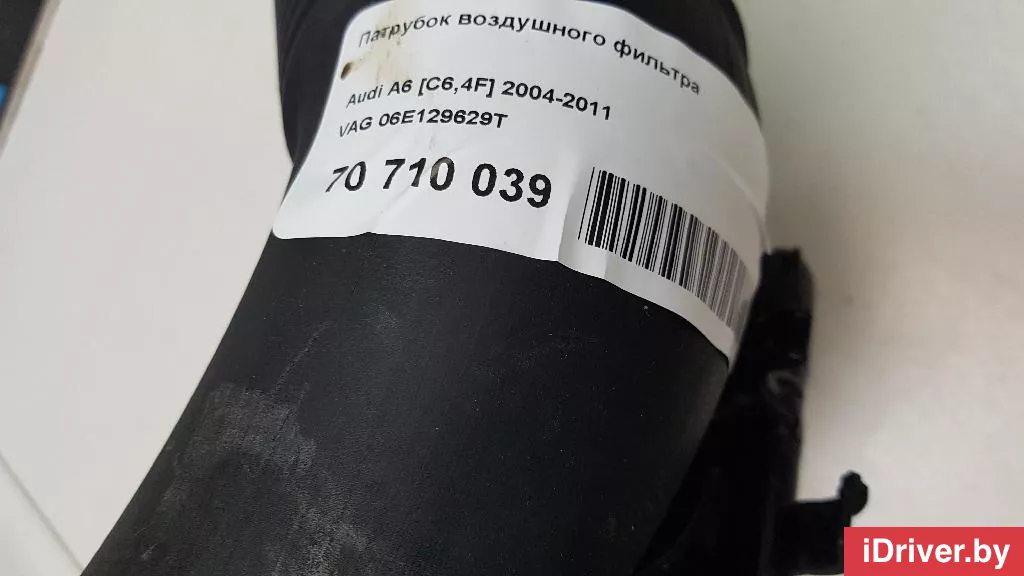 Патрубок воздушного фильтра
Audi A6 [C6,4F] 2004-2011
VAG 06E129629T
70 710 039
iDriver.by